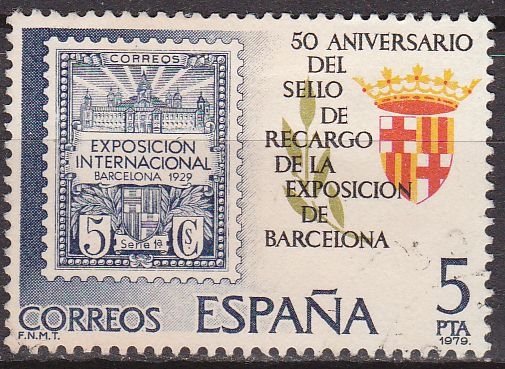 CORREOS
EXPOSICIÓN
INTERNACIONAL
BARCELONA 1929
5 Cs
Serie 1ª
50 ANIVERSARIO
DEL
SELLO
DE
RECARGO
DE LA
EXPOSICION
DE
BARCELONA
CORREOS ESPAÑA
5
PTA
F.N.M.T.
1979.